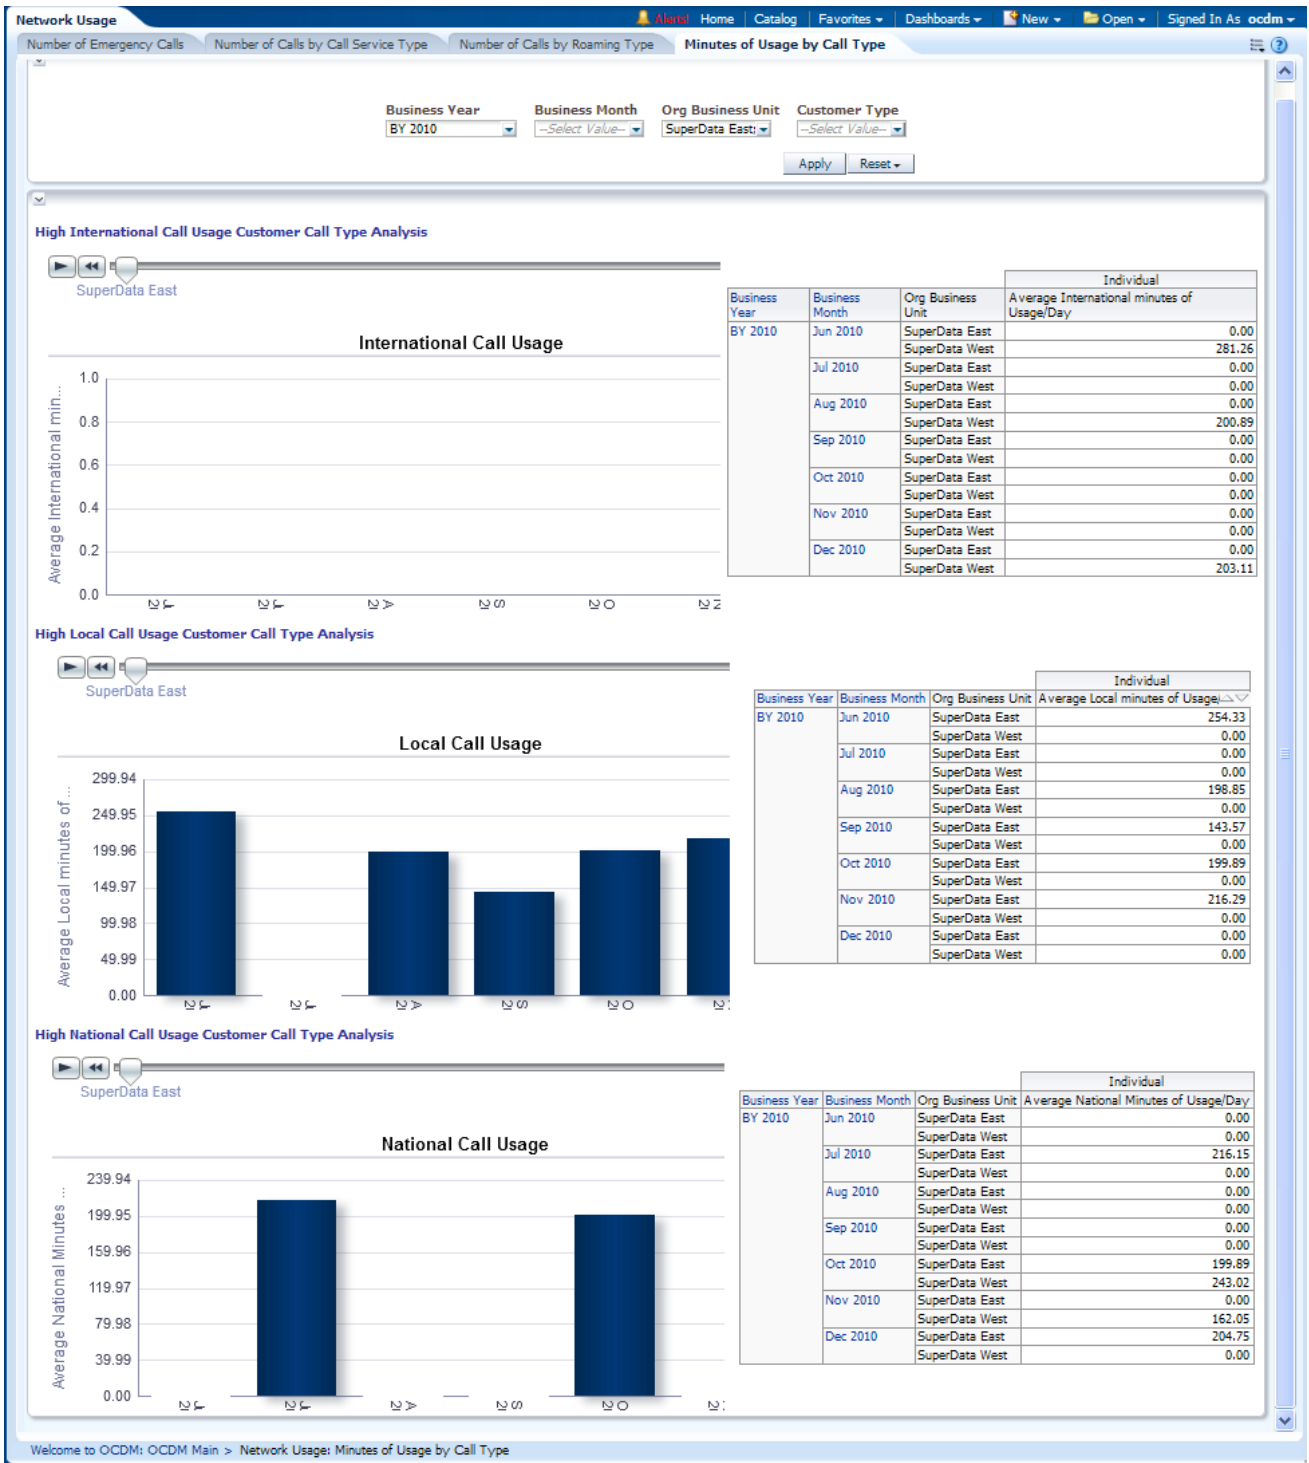 Network Usage
Alerts! Home Catalog Favorites Dashboards New Open Signed In As ocdm
Number of Emergency Calls Number of Calls by Call Service Type Number of Calls by Roaming Type Minutes of Usage by Call Type
Business Year Business Month Org Business Unit Customer Type
BY 2010 --Select Value-- SuperData East; --Select Value--
Apply Reset
High International Call Usage Customer Call Type Analysis
SuperData East
International Call Usage
Average International min...
1.0
0.8
0.6
0.4
0.2
0.0
J 2 J 2 A 2 S 2 O 2 N 2
Individual
Business Year Business Month Org Business Unit Average International minutes of Usage/Day
BY 2010 Jun 2010 SuperData East 0.00
SuperData West 281.26
Jul 2010 SuperData East 0.00
SuperData West 0.00
Aug 2010 SuperData East 0.00
SuperData West 200.89
Sep 2010 SuperData East 0.00
SuperData West 0.00
Oct 2010 SuperData East 0.00
SuperData West 0.00
Nov 2010 SuperData East 0.00
SuperData West 0.00
Dec 2010 SuperData East 0.00
SuperData West 203.11
High Local Call Usage Customer Call Type Analysis
SuperData East
Local Call Usage
Average Local minutes of ...
299.94
249.95
199.96
149.97
99.98
49.99
0.00
J 2 J 2 A 2 S 2 O 2 2
Individual
Business Year Business Month Org Business Unit Average Local minutes of Usage/
BY 2010 Jun 2010 SuperData East 254.33
SuperData West 0.00
Jul 2010 SuperData East 0.00
SuperData West 0.00
Aug 2010 SuperData East 198.85
SuperData West 0.00
Sep 2010 SuperData East 143.57
SuperData West 0.00
Oct 2010 SuperData East 199.89
SuperData West 0.00
Nov 2010 SuperData East 216.29
SuperData West 0.00
Dec 2010 SuperData East 0.00
SuperData West 0.00
High National Call Usage Customer Call Type Analysis
SuperData East
National Call Usage
Average National Minutes ...
239.94
199.95
159.96
119.97
79.98
39.99
0.00
J 2 J 2 A 2 S 2 O 2 2
Individual
Business Year Business Month Org Business Unit Average National Minutes of Usage/Day
BY 2010 Jun 2010 SuperData East 0.00
SuperData West 0.00
Jul 2010 SuperData East 216.15
SuperData West 0.00
Aug 2010 SuperData East 0.00
SuperData West 0.00
Sep 2010 SuperData East 0.00
SuperData West 0.00
Oct 2010 SuperData East 199.89
SuperData West 243.02
Nov 2010 SuperData East 0.00
SuperData West 162.05
Dec 2010 SuperData East 204.75
SuperData West 0.00
Welcome to OCDM: OCDM Main > Network Usage: Minutes of Usage by Call Type